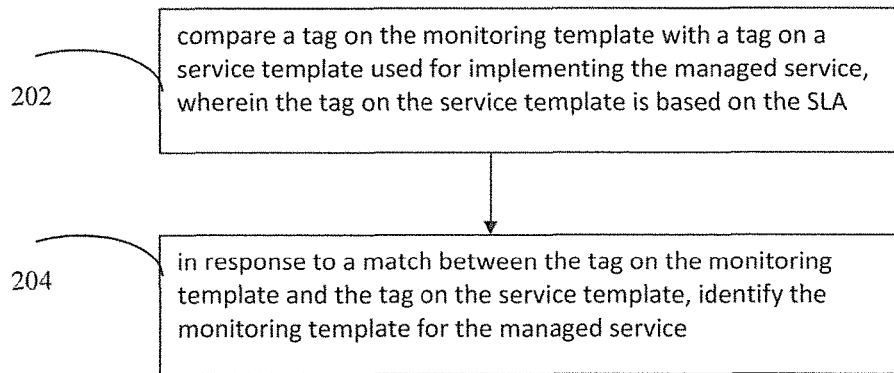 compare a tag on the monitoring template with a tag on a
service template used for implementing the managed service,
wherein the tag on the service template is based on the SLA
202
in response to a match between the tag on the monitoring
template and the tag on the service template, identify the
monitoring template for the managed service
204